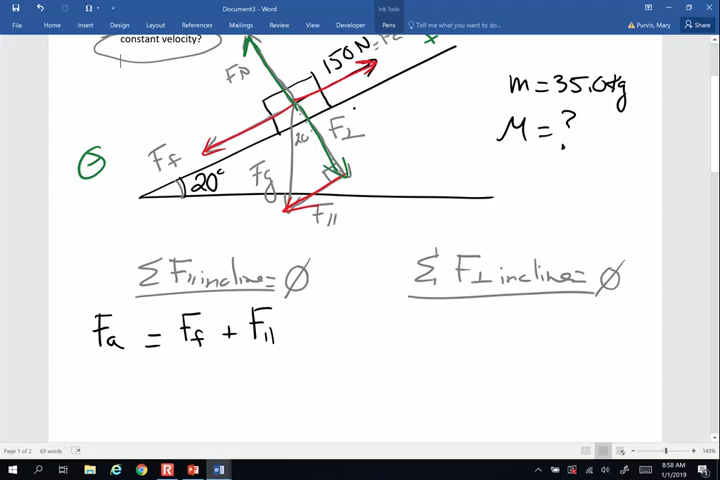 Document3 - Word
Ink Tools
Purvis, Mary
File Home Insert Draw Design Layout References Mailings Review View Developer Pens Tell me what you want to do Share
constant velocity?
150N=Fa
+
FN
m=35.0kg
μ=?
Ff
F⊥
20
20°
Fg
F||
Σ F|| incline = ∅
Σ F⊥ incline = ∅
Fa = Ff + F||
Page 1 of 2 69 words
143%
8:58 AM
1/1/2019